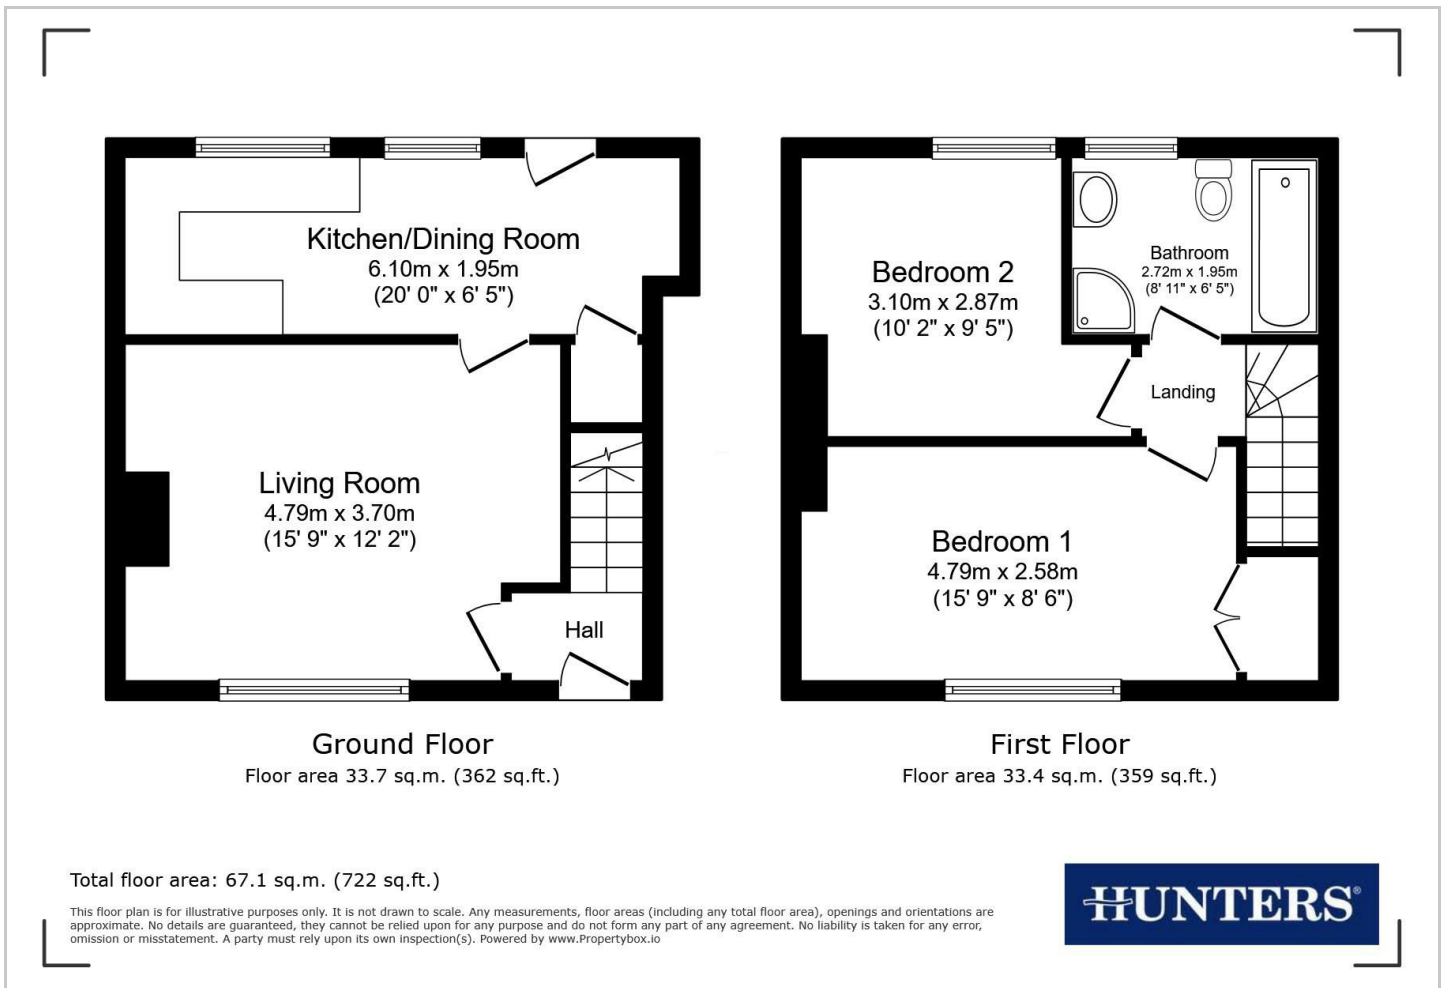 Kitchen/Dining Room
6.10m x 1.95m
(20' 0" x 6' 5")
Living Room
4.79m x 3.70m
(15' 9" x 12' 2")
Hall
Ground Floor
Floor area 33.7 sq.m. (362 sq.ft.)
Bedroom 2
3.10m x 2.87m
(10' 2" x 9' 5")
Bathroom
2.72m x 1.95m
(8' 11" x 6' 5")
Landing
Bedroom 1
4.79m x 2.58m
(15' 9" x 8' 6")
First Floor
Floor area 33.4 sq.m. (359 sq.ft.)
Total floor area: 67.1 sq.m. (722 sq.ft.)
This floor plan is for illustrative purposes only. It is not drawn to scale. Any measurements, floor areas (including any total floor area), openings and orientations are
approximate. No details are guaranteed, they cannot be relied upon for any purpose and do not form any part of any agreement. No liability is taken for any error,
omission or misstatement. A party must rely upon its own inspection(s). Powered by www.Propertybox.io
HUNTERS®